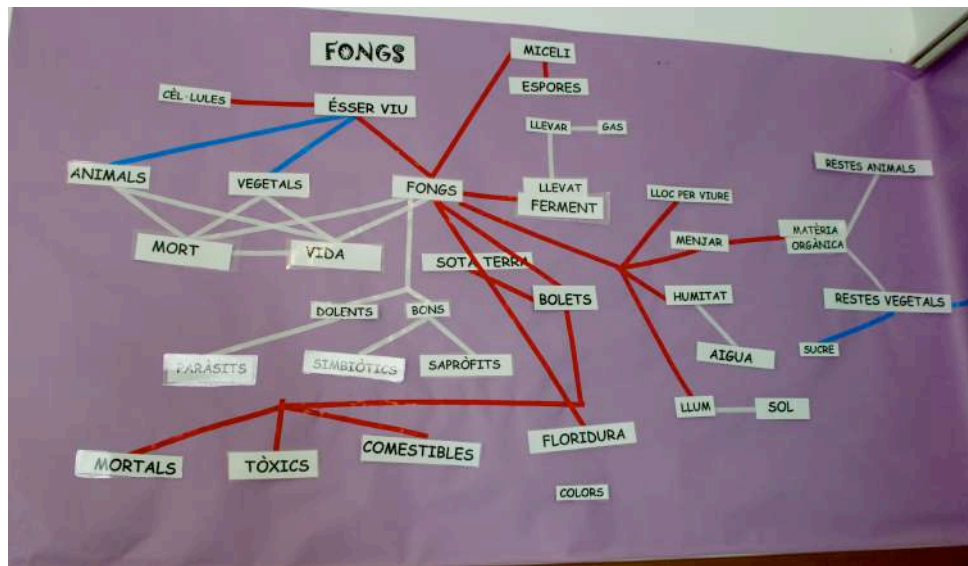 FONGS
MICELI
ESPORES
CÈL·LULES
ÉSSER VIU
LLEVAR
GAS
RESTES ANIMALS
ANIMALS
VEGETALS
FONGS
LLEVAT
FERMENT
LLOC PER VIURE
MATÈRIA
ORGÀNICA
MENJAR
MORT
VIDA
SOTA TERRA
BOLETS
HUMITAT
RESTES VEGETALS
DOLENTS
BONS
AIGUA
SUCRE
PARÀSITS
SIMBIÒTICS
SAPRÒFITS
LLUM
SOL
MORTALS
TÒXICS
COMESTIBLES
FLORIDURA
COLORS